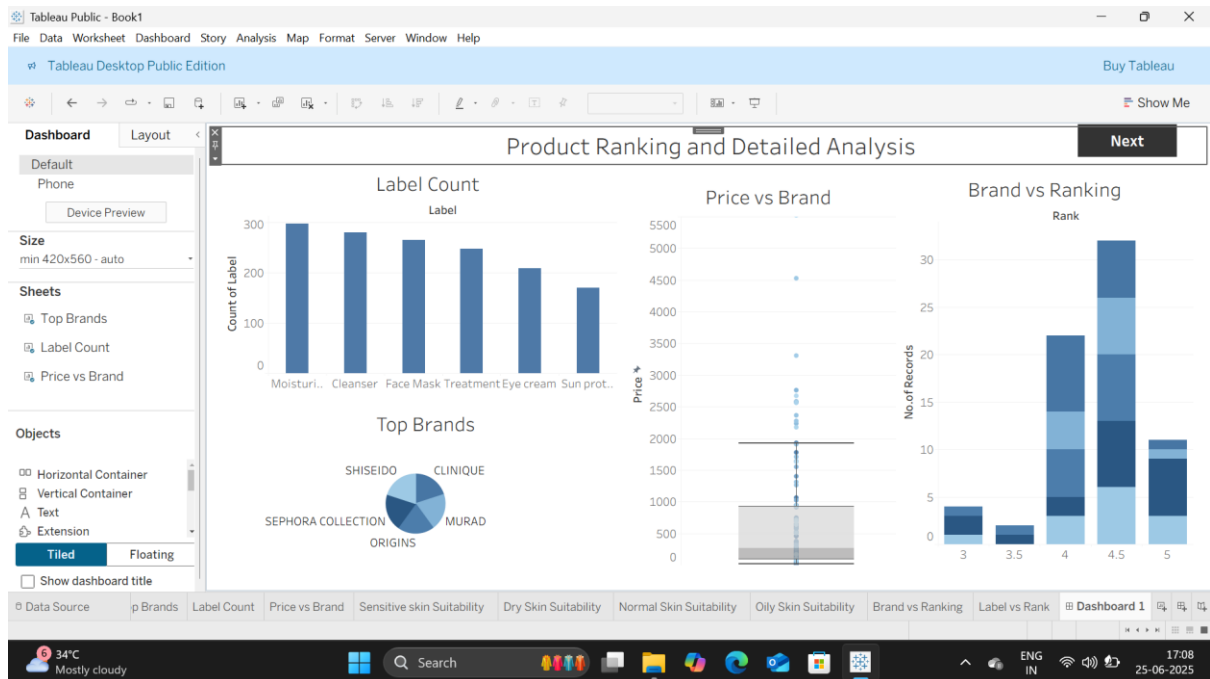 Tableau Public - Book1
File Data Worksheet Dashboard Story Analysis Map Format Server Window Help
Tableau Desktop Public Edition
Buy Tableau
Show Me
Dashboard Layout
Default
Phone
Device Preview
Size
min 420x560 - auto
Sheets
Top Brands
Label Count
Price vs Brand
Objects
Horizontal Container
Vertical Container
Text
Extension
Tiled Floating
Show dashboard title
Product Ranking and Detailed Analysis
Next
Label Count
Label
Count of Label
300
200
100
0
Moisturi.. Cleanser Face Mask Treatment Eye cream Sun prot..
Top Brands
SHISEIDO CLINIQUE
SEPHORA COLLECTION MURAD
ORIGINS
Price vs Brand
Price
5500
5000
4500
4000
3500
3000
2500
2000
1500
1000
500
0
Brand vs Ranking
Rank
No.of Records
30
25
20
15
10
5
0
3 3.5 4 4.5 5
Data Source p Brands Label Count Price vs Brand Sensitive skin Suitability Dry Skin Suitability Normal Skin Suitability Oily Skin Suitability Brand vs Ranking Label vs Rank Dashboard 1
6
34°C
Mostly cloudy
Search
ENG
IN
17:08
25-06-2025